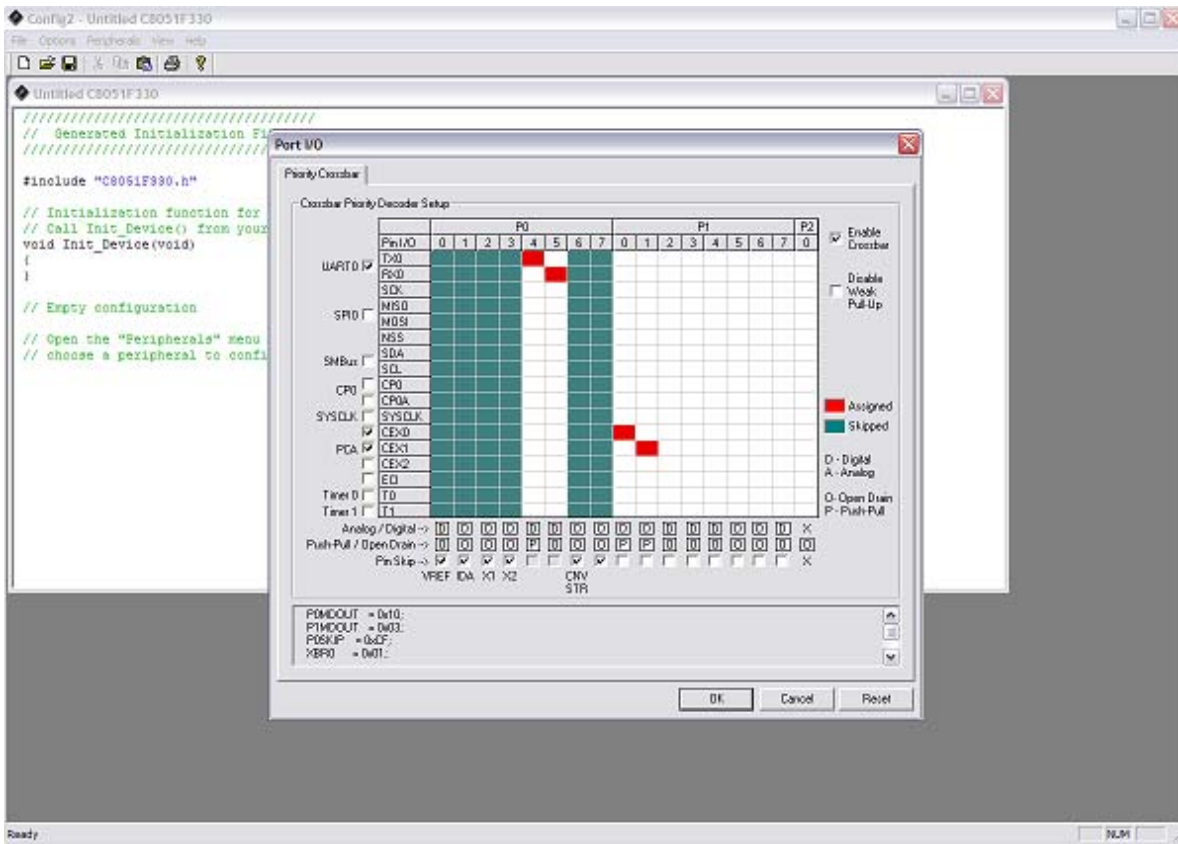 Config2 - Untitled C8051F330
File Options Peripherals View Help
Untitled C8051F330
//////////////////////////////////////
// Generated Initialization Fi
////////////////////////////////
#include "C8051F330.h"
// Initialization function for
// Call Init_Device() from your
void Init_Device(void)
{
}
// Empty configuration
// Open the "Peripherals" menu
// choose a peripheral to confi
Port I/O
Priority Crossbar
Crossbar Priority Decoder Setup
P0 P1 P2
Pin I/O 0 1 2 3 4 5 6 7 0 1 2 3 4 5 6 7 0
UART0 TX0
RX0
SPI0 SCK
MISO
MOSI
NSS
SMBus SDA
SCL
CP0 CP0
CP0A
SYSCLK SYSCLK
PCA CEX0
CEX1
CEX2
ECI
Timer 0 T0
Timer 1 T1
Analog / Digital -> D D D D D D D D D D D D D D D D X
Push-Pull / Open Drain -> O O O O P O O O P P O O O O O O O
Pin Skip -> X
VREF IDA X1 X2 CNV
STR
Enable
Crossbar
Disable
Weak
Pull-Up
Assigned
Skipped
D - Digital
A - Analog
O - Open Drain
P - Push-Pull
P0MDOUT = 0x10;
P1MDOUT = 0x03;
P0SKIP = 0xCF;
XBR0 = 0x01;
OK Cancel Reset
Ready NUM